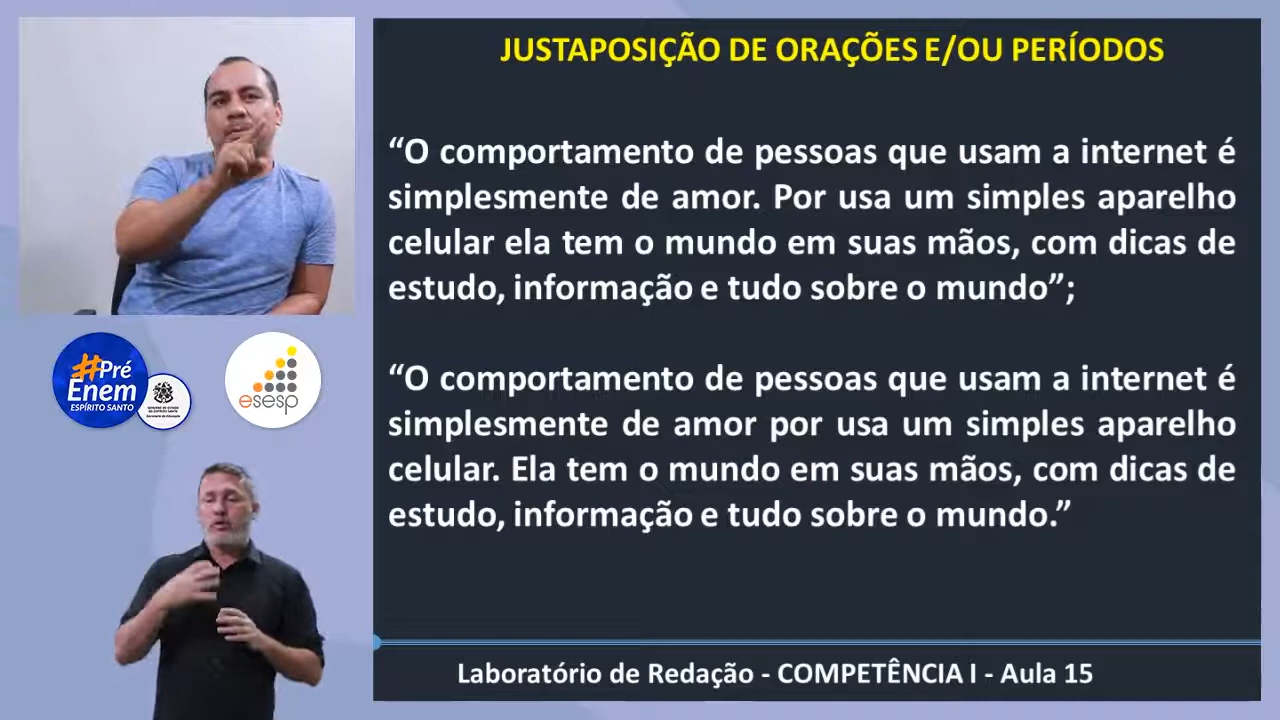 JUSTAPOSIÇÃO DE ORAÇÕES E/OU PERÍODOS
“O comportamento de pessoas que usam a internet é
simplesmente de amor. Por usa um simples aparelho
celular ela tem o mundo em suas mãos, com dicas de
estudo, informação e tudo sobre o mundo”;
“O comportamento de pessoas que usam a internet é
simplesmente de amor por usa um simples aparelho
celular. Ela tem o mundo em suas mãos, com dicas de
estudo, informação e tudo sobre o mundo.”
#Pré
Enem
ESPÍRITO SANTO
esesp
Laboratório de Redação - COMPETÊNCIA I - Aula 15